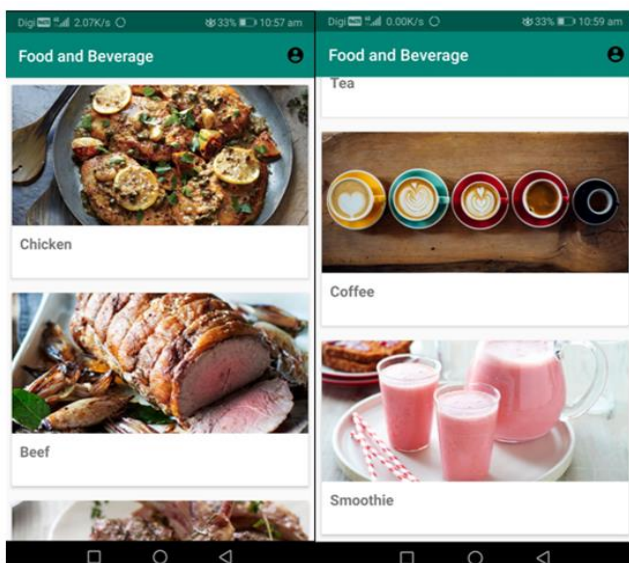 Digi 2.07K/s 33% 10:57 am
Food and Beverage
Chicken
Beef
Digi 0.00K/s 33% 10:59 am
Food and Beverage
Tea
Coffee
Smoothie